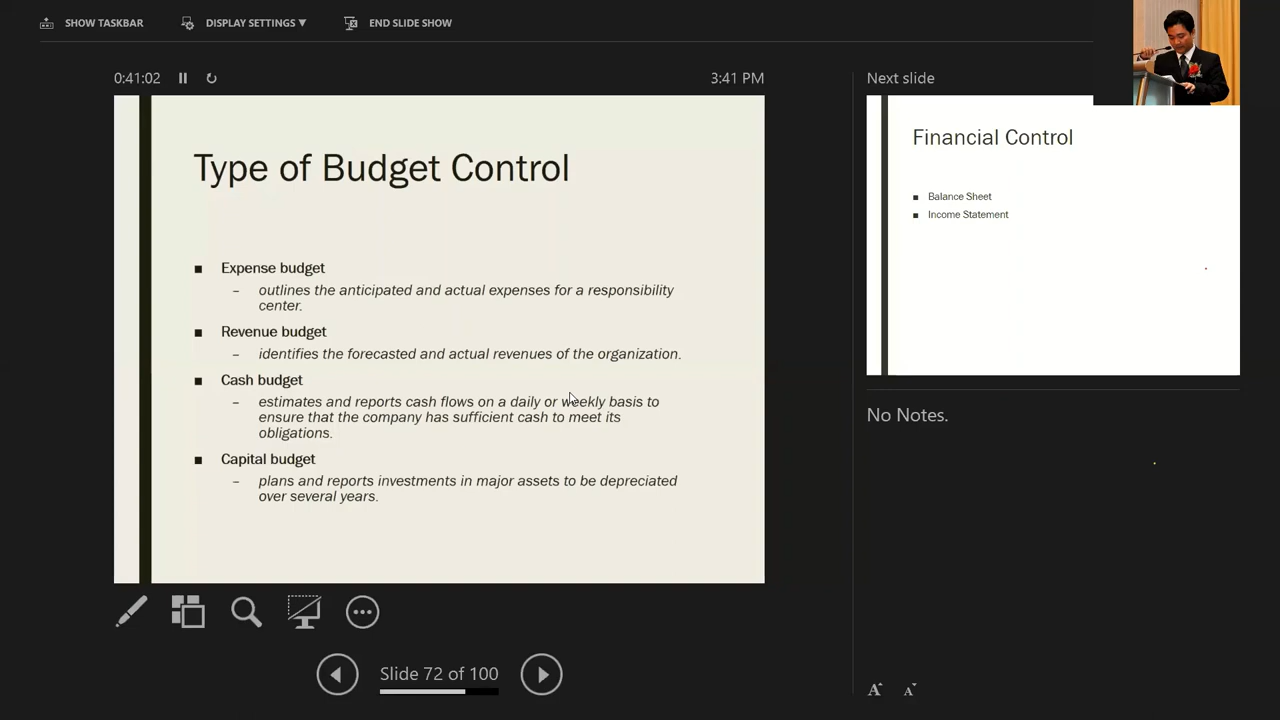 SHOW TASKBAR
DISPLAY SETTINGS ▼
END SLIDE SHOW
0:41:02
3:41 PM
Type of Budget Control
■ Expense budget
– outlines the anticipated and actual expenses for a responsibility
center.
■ Revenue budget
– identifies the forecasted and actual revenues of the organization.
■ Cash budget
– estimates and reports cash flows on a daily or weekly basis to
ensure that the company has sufficient cash to meet its
obligations.
■ Capital budget
– plans and reports investments in major assets to be depreciated
over several years.
Slide 72 of 100
Next slide
Financial Control
■ Balance Sheet
■ Income Statement
No Notes.
A A